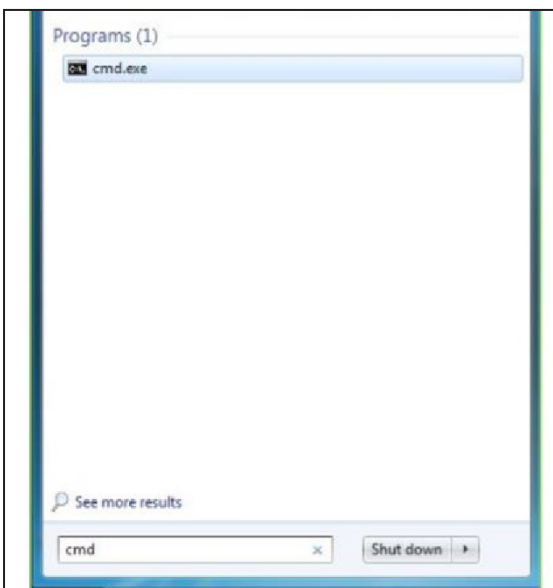 Programs (1)
cmd.exe
See more results
cmd
Shut down